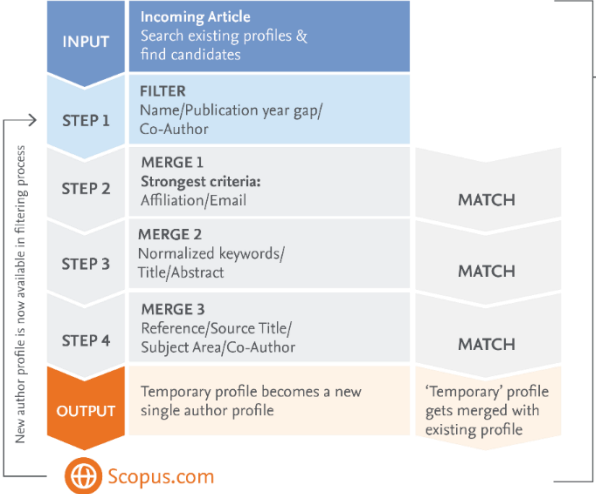 INPUT
Incoming Article
Search existing profiles &
find candidates
STEP 1
FILTER
Name/Publication year gap/
Co-Author
STEP 2
MERGE 1
Strongest criteria:
Affiliation/Email
MATCH
STEP 3
MERGE 2
Normalized keywords/
Title/Abstract
MATCH
STEP 4
MERGE 3
Reference/Source Title/
Subject Area/Co-Author
MATCH
OUTPUT
Temporary profile becomes a new
single author profile
‘Temporary’ profile
gets merged with
existing profile
New author profile is now available in filtering process
Scopus.com